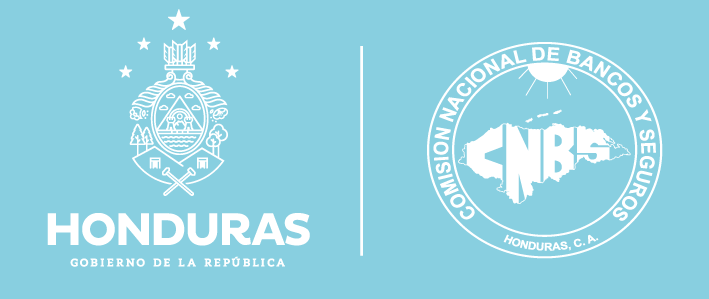 HONDURAS
GOBIERNO DE LA REPÚBLICA
COMISION NACIONAL DE BANCOS Y SEGUROS
CNBS
HONDURAS, C. A.